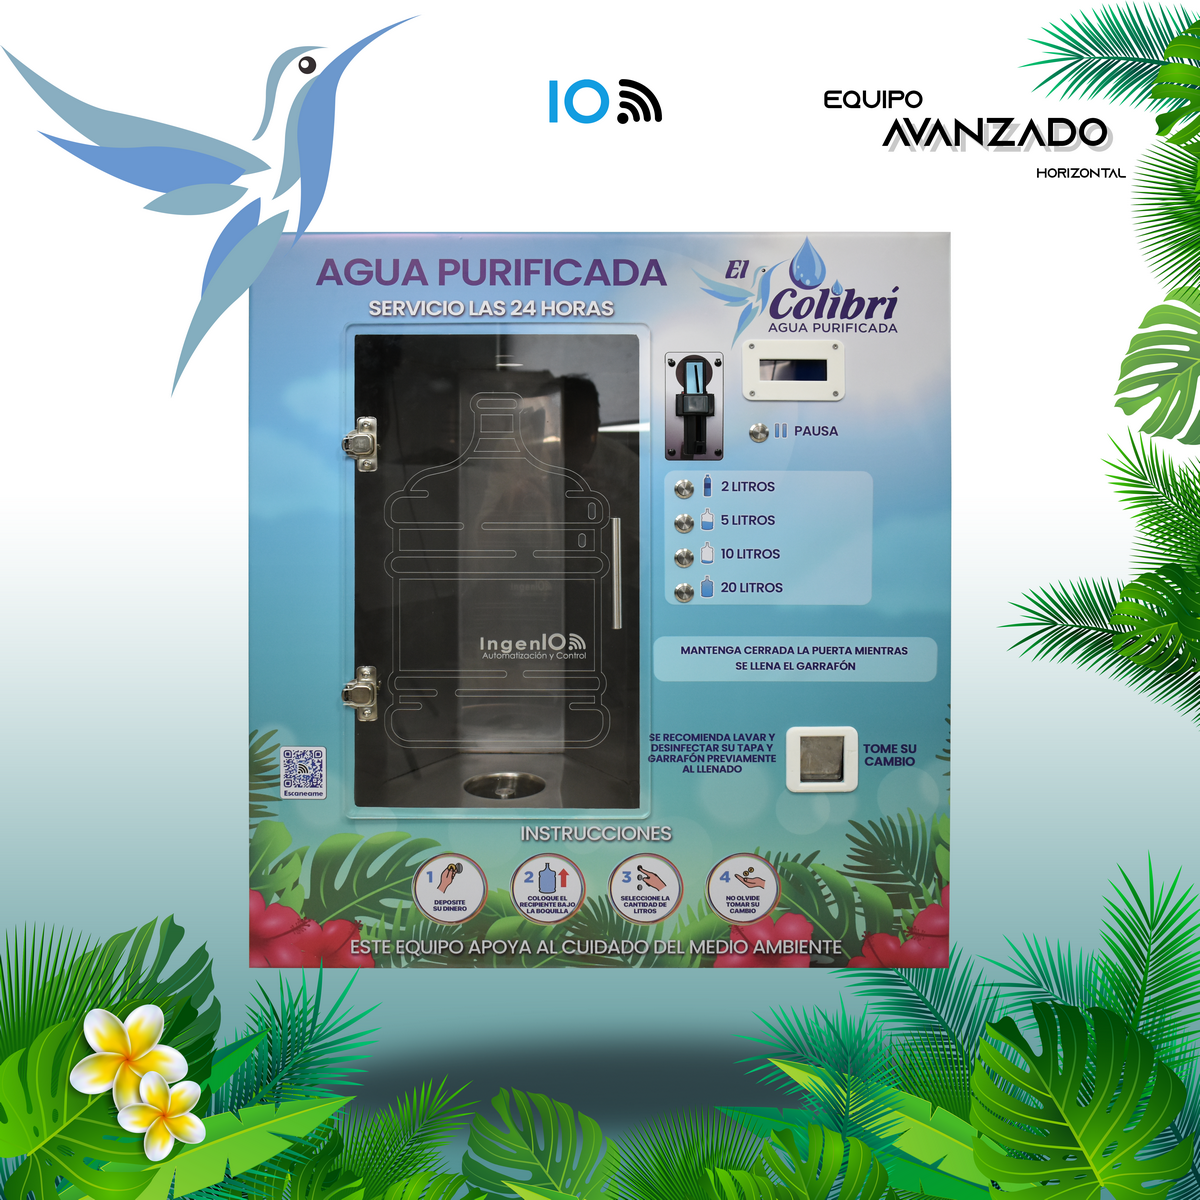 IO
EQUIPO
AVANZADO
HORIZONTAL
AGUA PURIFICADA
SERVICIO LAS 24 HORAS
El
Colibrí
AGUA PURIFICADA
PAUSA
2 LITROS
5 LITROS
10 LITROS
20 LITROS
IngenIO
Automatización y Control
MANTENGA CERRADA LA PUERTA MIENTRAS
SE LLENA EL GARRAFÓN
SE RECOMIENDA LAVAR Y
DESINFECTAR SU TAPA Y
GARRAFÓN PREVIAMENTE
AL LLENADO
TOME SU
CAMBIO
Escaneame
INSTRUCCIONES
1
DEPOSITE
SU DINERO
2
COLOQUE EL
RECIPIENTE BAJO
LA BOQUILLA
3
SELECCIONE LA
CANTIDAD DE
LITROS
4
NO OLVIDE
TOMAR SU
CAMBIO
ESTE EQUIPO APOYA AL CUIDADO DEL MEDIO AMBIENTE